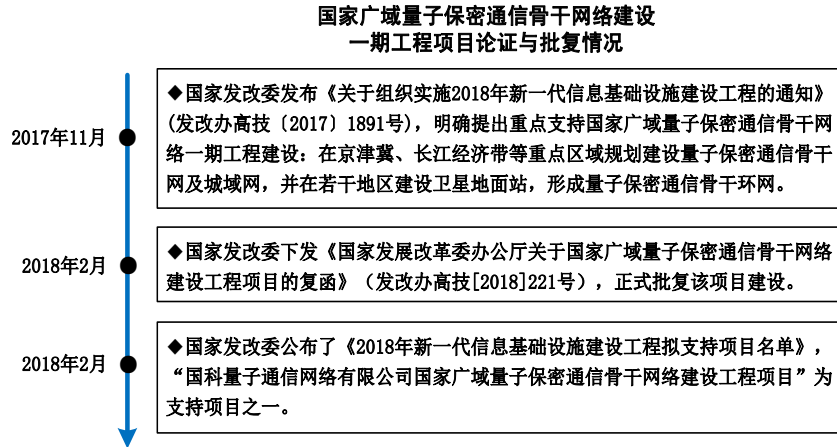 国家广域量子保密通信骨干网络建设
一期工程项目论证与批复情况
2017年11月
◆国家发改委发布《关于组织实施2018年新一代信息基础设施建设工程的通知》
(发改办高技〔2017〕1891号)，明确提出重点支持国家广域量子保密通信骨干网
络一期工程建设：在京津冀、长江经济带等重点区域规划建设量子保密通信骨干
网及城域网，并在若干地区建设卫星地面站，形成量子保密通信骨干环网。
2018年2月
◆国家发改委下发《国家发展改革委办公厅关于国家广域量子保密通信骨干网络
建设工程项目的复函》（发改办高技[2018]221号），正式批复该项目建设。
2018年2月
◆国家发改委公布了《2018年新一代信息基础设施建设工程拟支持项目名单》，
“国科量子通信网络有限公司国家广域量子保密通信骨干网络建设工程项目”为
支持项目之一。